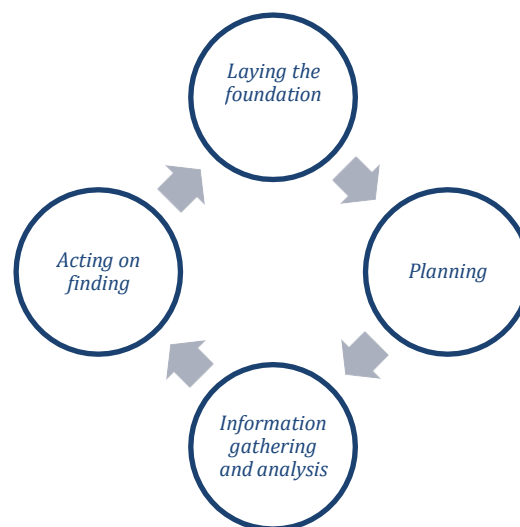 Laying the
foundation
Planning
Information
gathering
and analysis
Acting on
finding